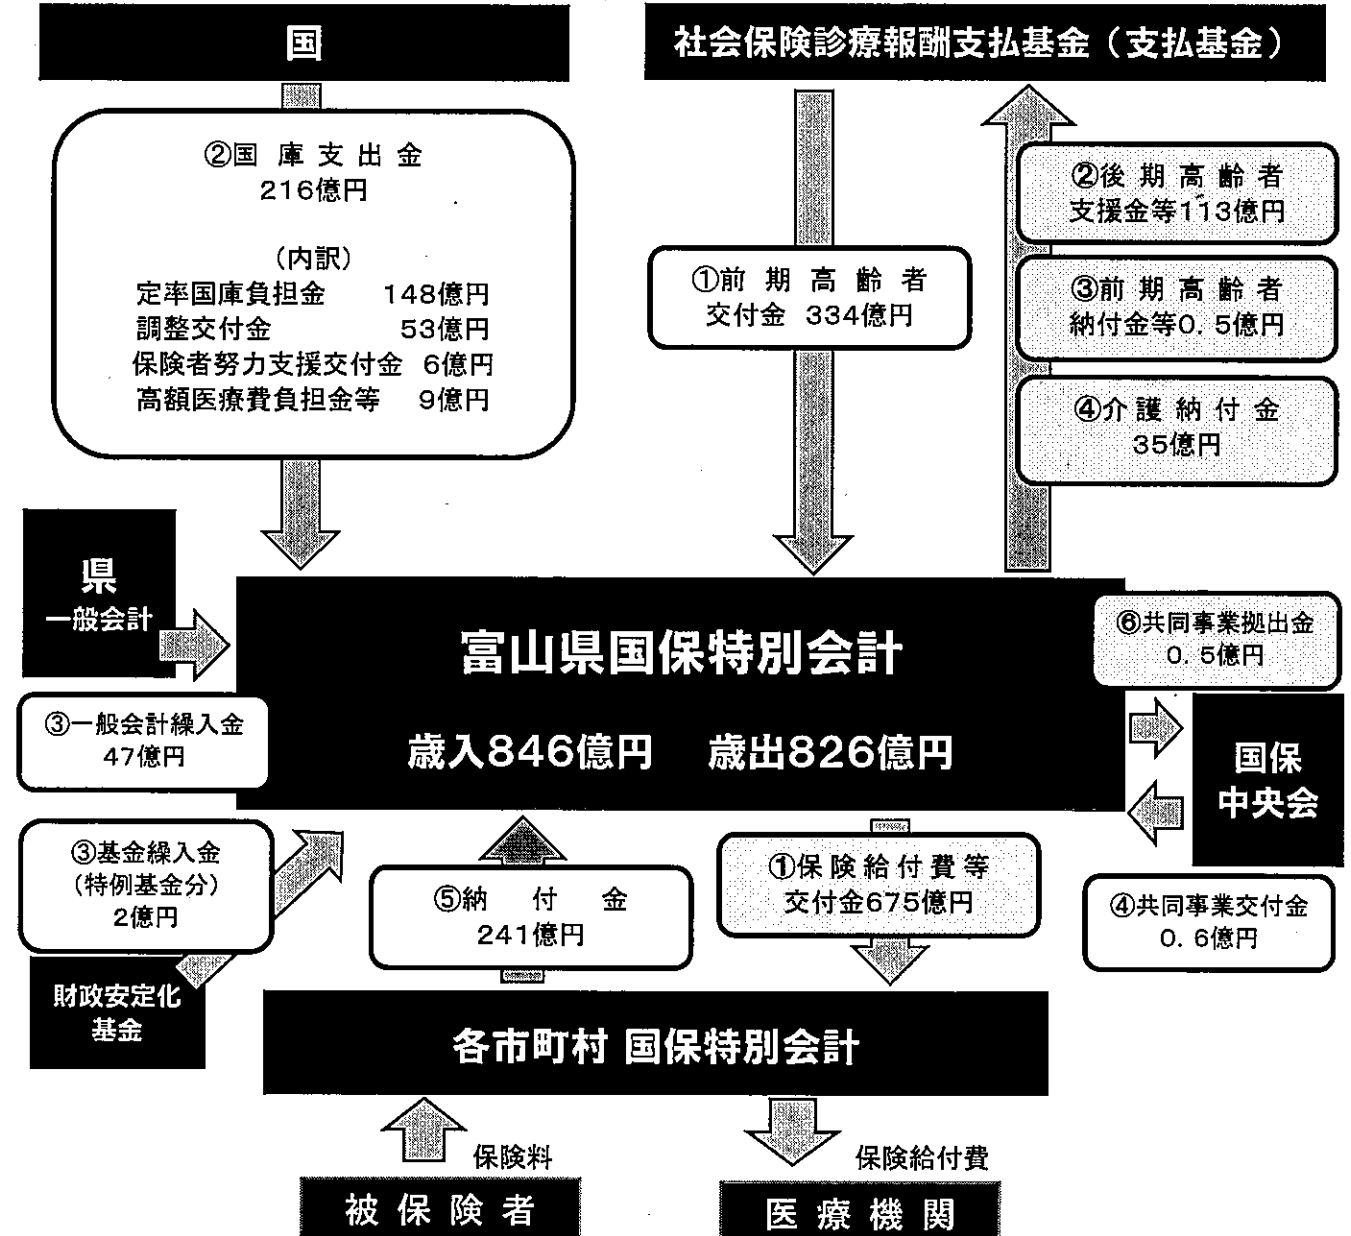 国
社会保険診療報酬支払基金（支払基金）
②国庫支出金
216億円
(内訳)
定率国庫負担金 148億円
調整交付金 53億円
保険者努力支援交付金 6億円
高額医療費負担金等 9億円
①前期高齢者
交付金 334億円
②後期高齢者
支援金等113億円
③前期高齢者
納付金等0.5億円
④介護納付金
35億円
県
一般会計
③一般会計繰入金
47億円
富山県国保特別会計
歳入846億円 歳出826億円
⑥共同事業拠出金
0.5億円
国保
中央会
④共同事業交付金
0.6億円
③基金繰入金
(特例基金分)
2億円
財政安定化
基金
⑤納付金
241億円
①保険給付費等
交付金675億円
各市町村 国保特別会計
保険料
保険給付費
被保険者
医療機関